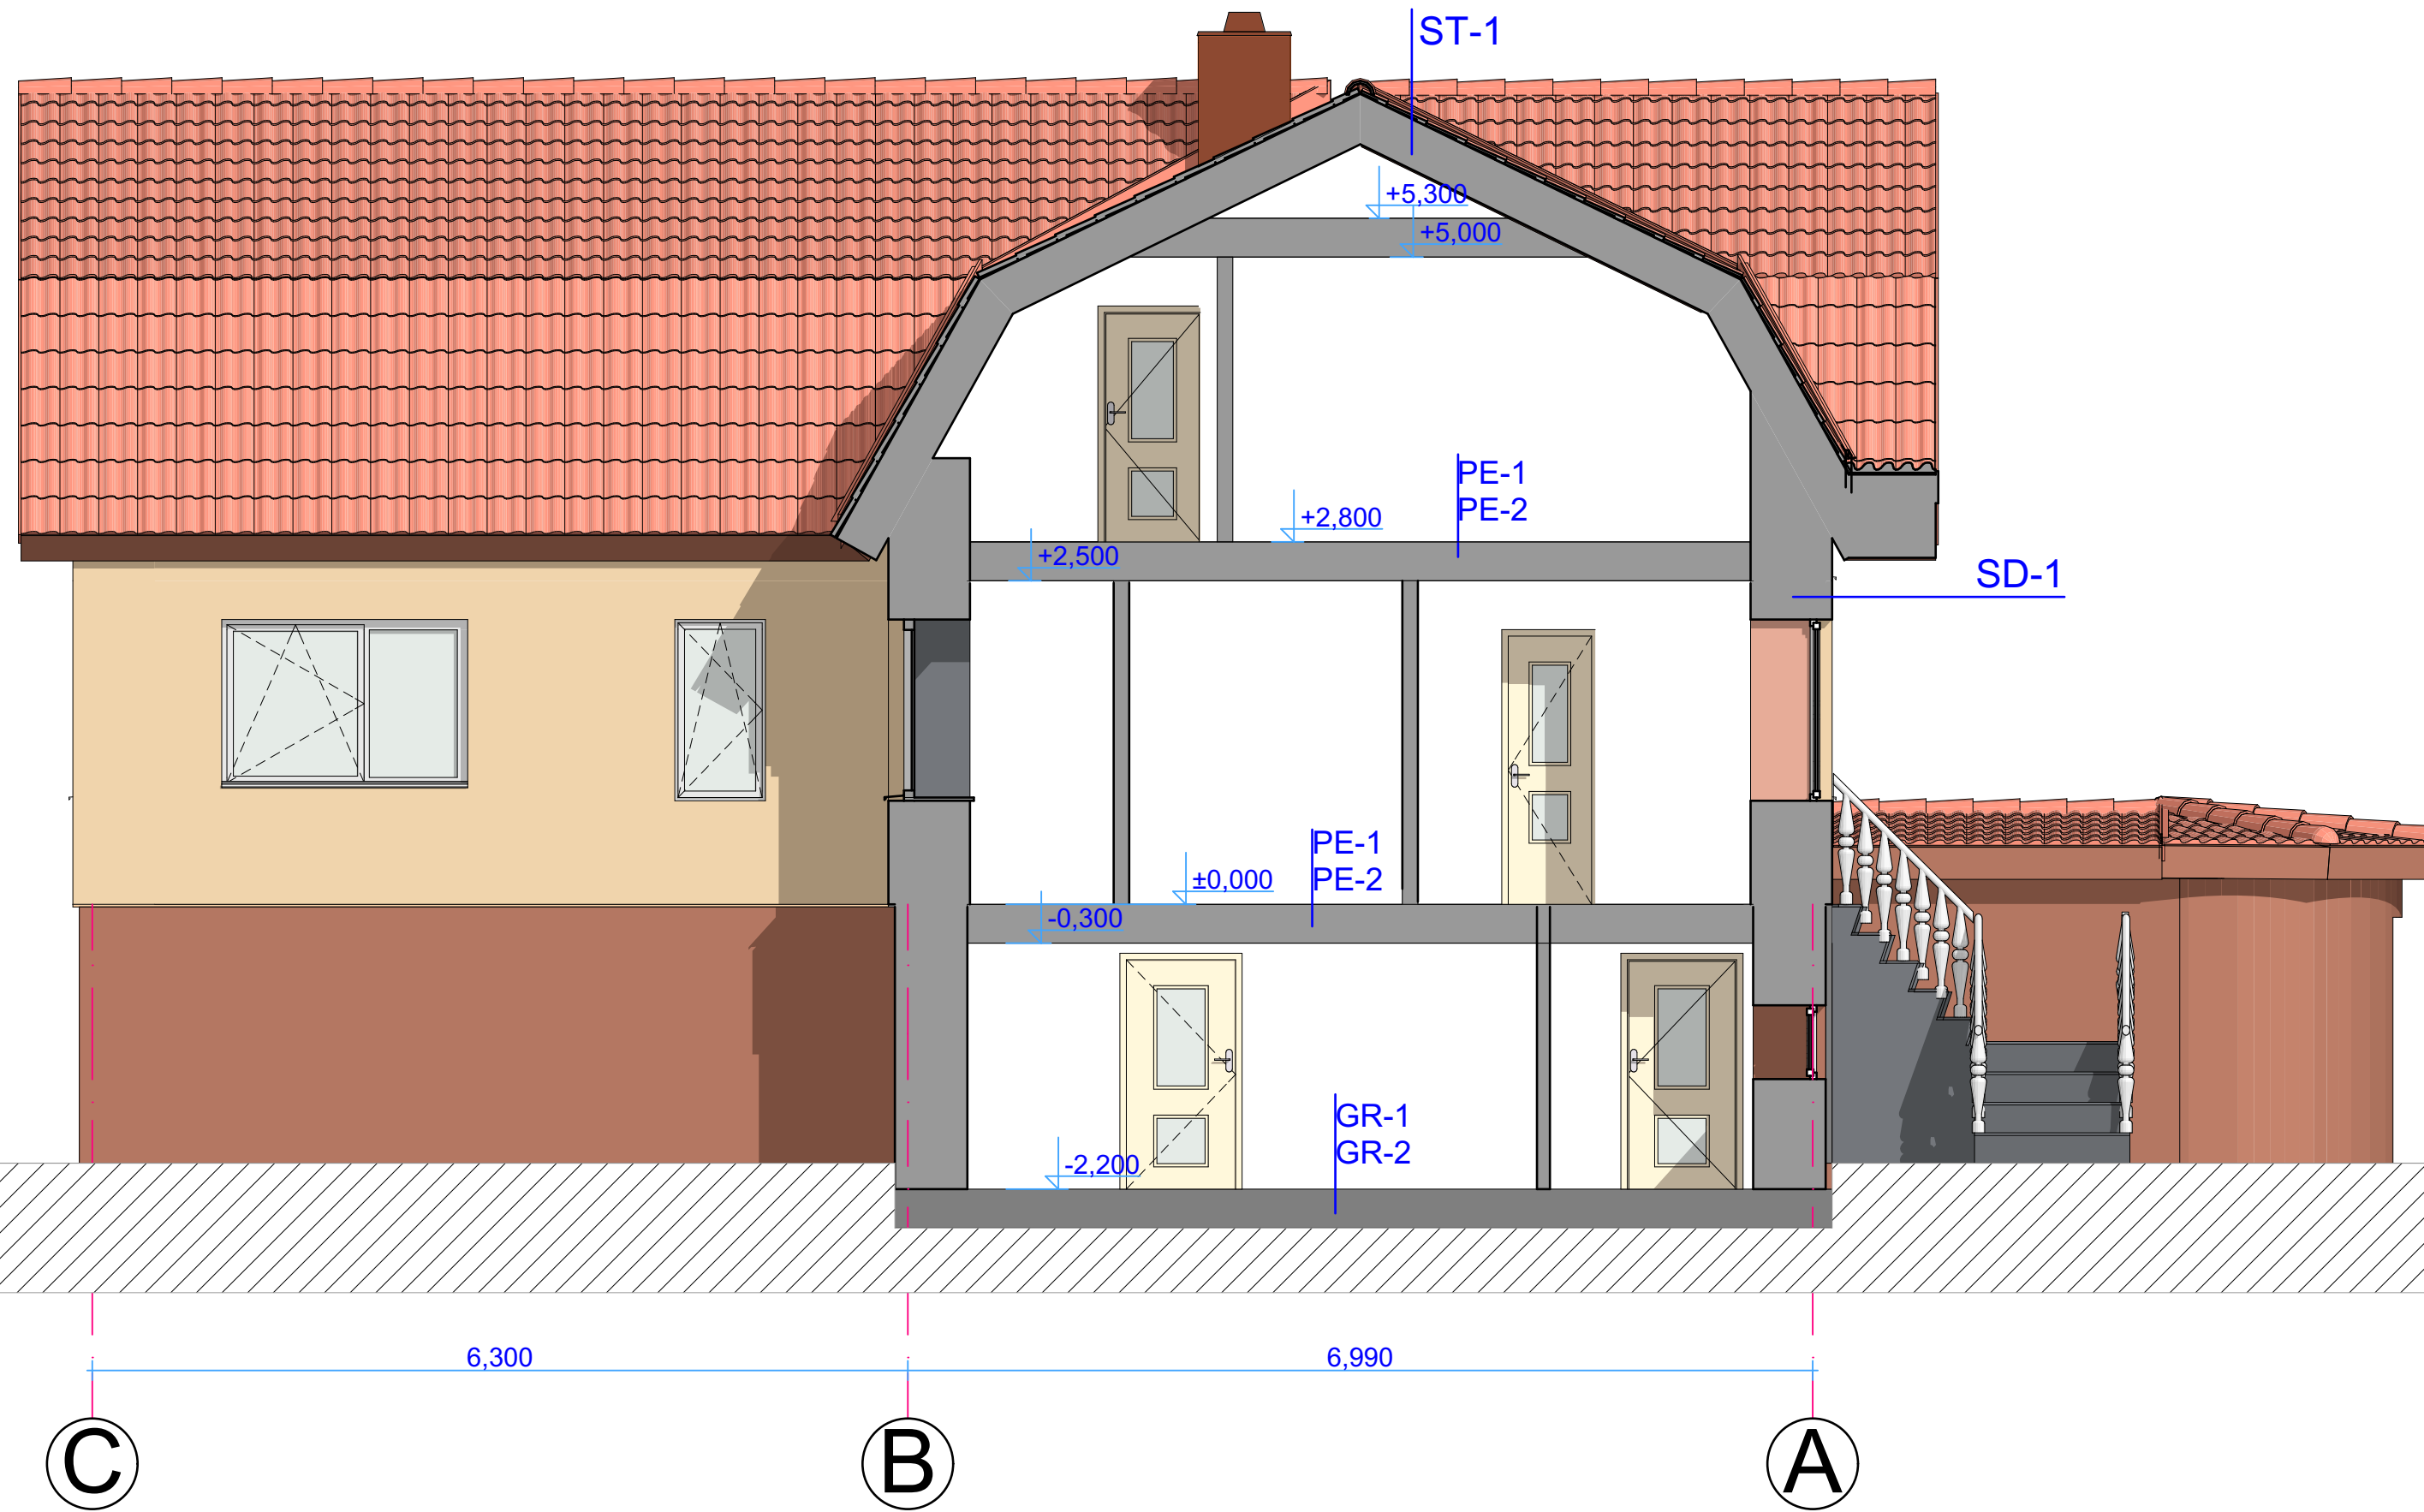 ST-1
+5,300
+5,000
PE-1
PE-2
+2,800
+2,500
SD-1
PE-1
PE-2
±0,000
-0,300
GR-1
GR-2
-2,200
6,300
6,990
C
B
A